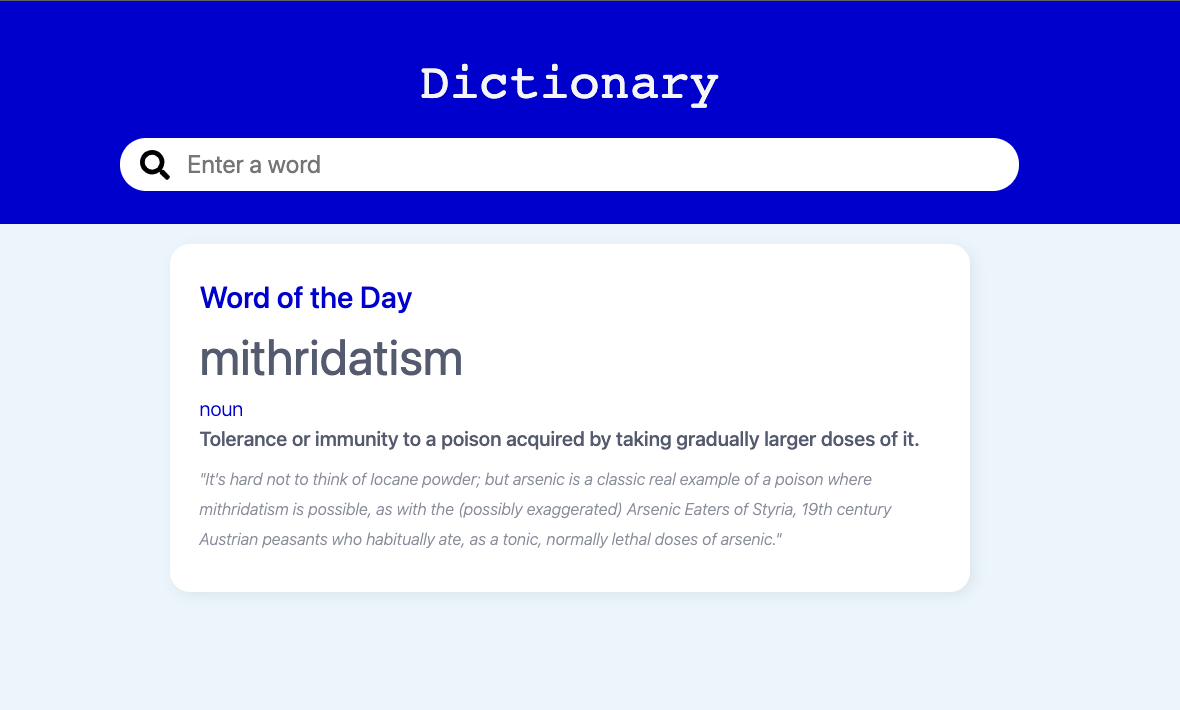 Dictionary
Enter a word
Word of the Day
mithridatism
noun
Tolerance or immunity to a poison acquired by taking gradually larger doses of it.
"It's hard not to think of Iocane powder; but arsenic is a classic real example of a poison where
mithridatism is possible, as with the (possibly exaggerated) Arsenic Eaters of Styria, 19th century
Austrian peasants who habitually ate, as a tonic, normally lethal doses of arsenic."